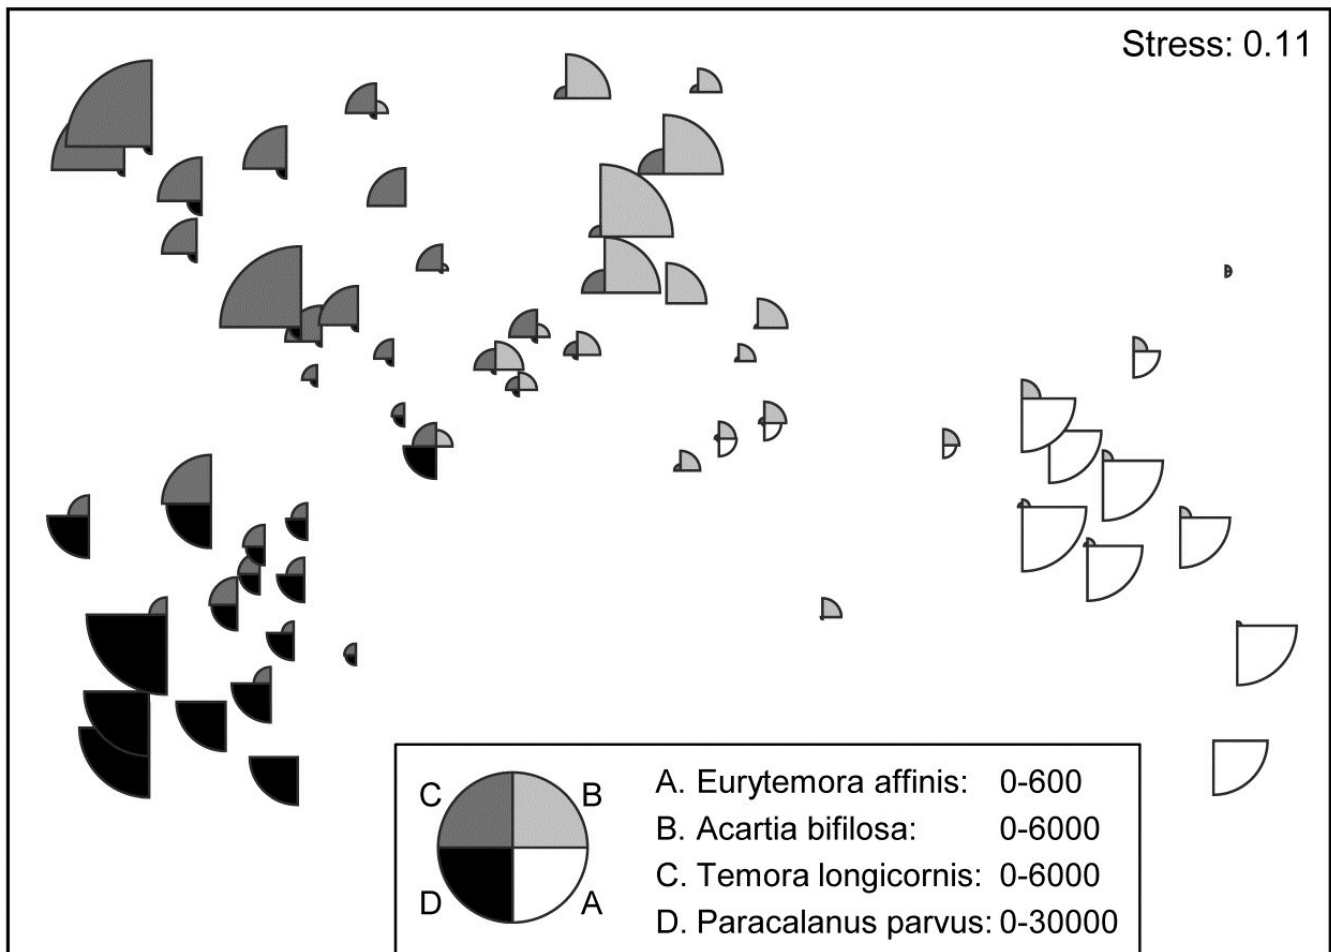 Stress: 0.11
C
B
D
A
A. Eurytemora affinis: 0-600
B. Acartia bifilosa: 0-6000
C. Temora longicornis: 0-6000
D. Paracalanus parvus: 0-30000